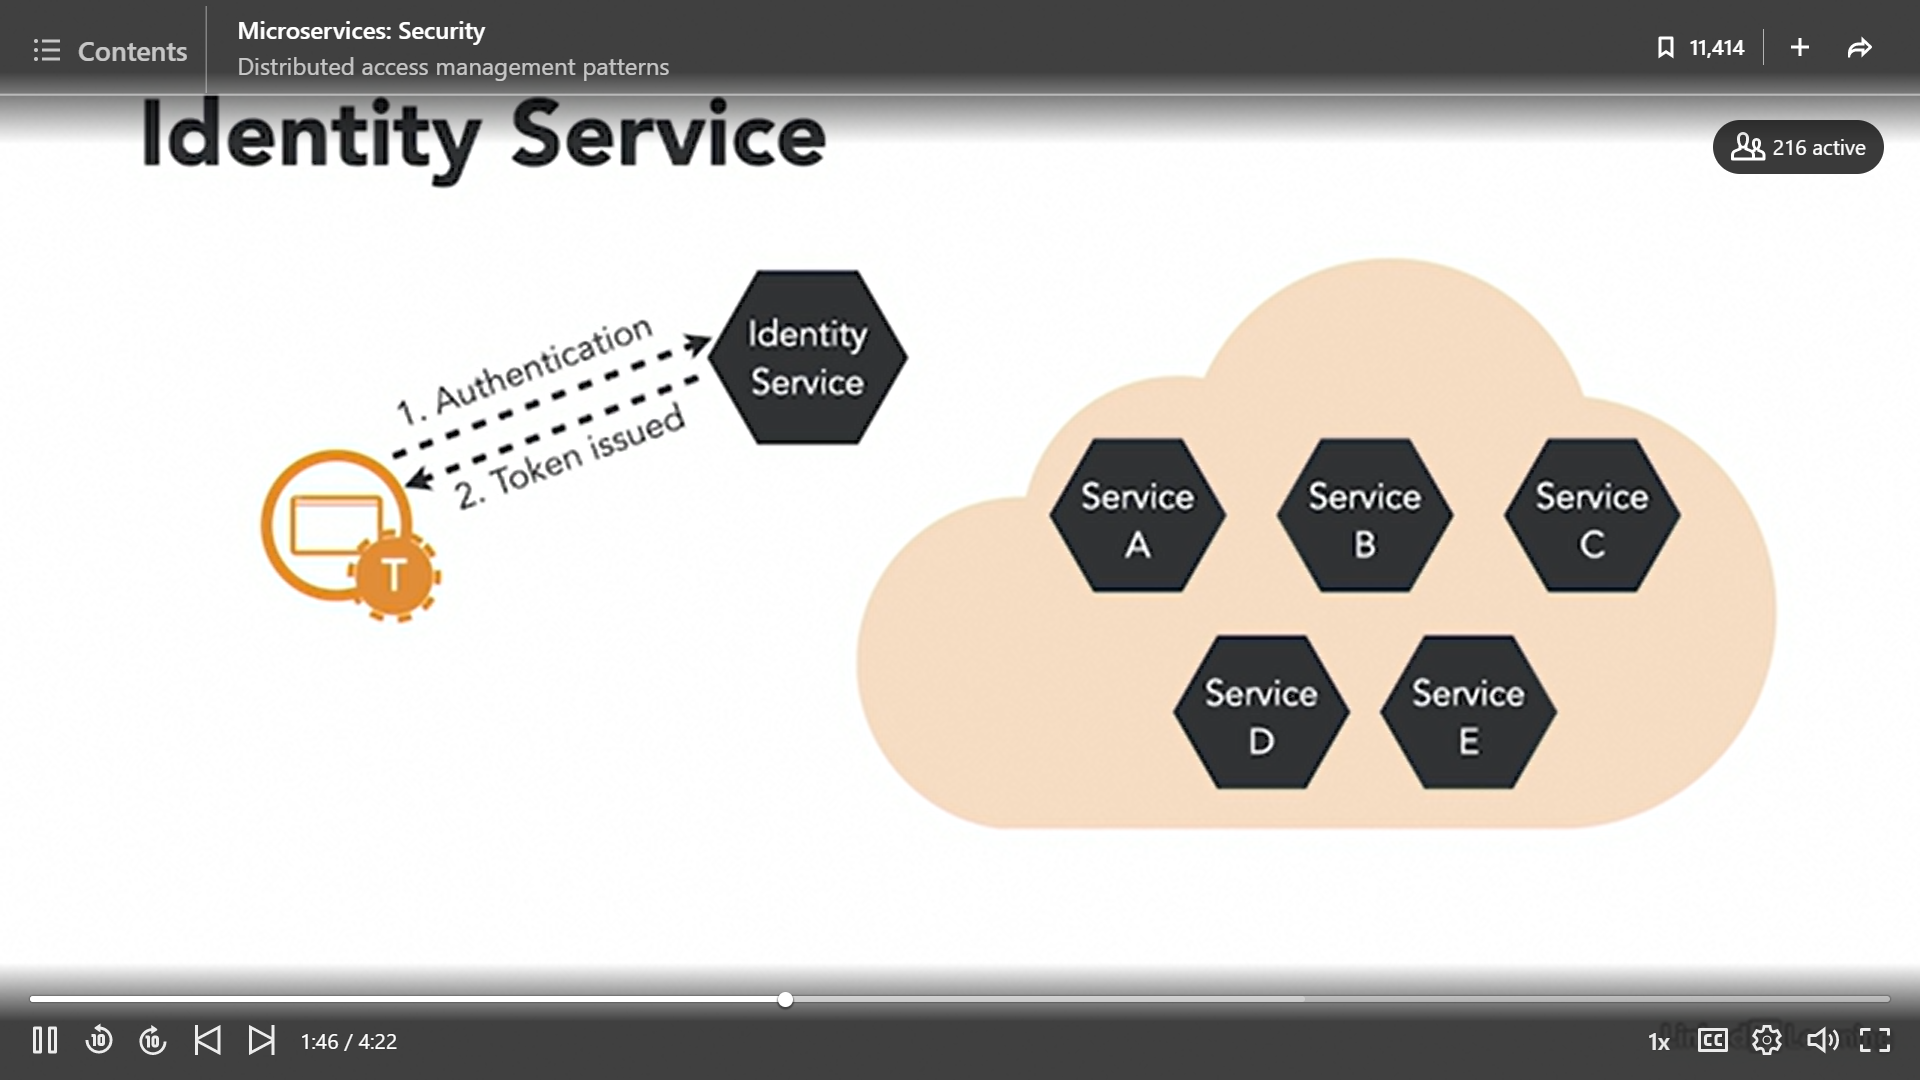 Contents
Microservices: Security
Distributed access management patterns
11,414
Identity Service
216 active
Identity
Service
1. Authentication
2. Token issued
T
Service
A
Service
B
Service
C
Service
D
Service
E
10
10
1:46 / 4:22
1x
CC